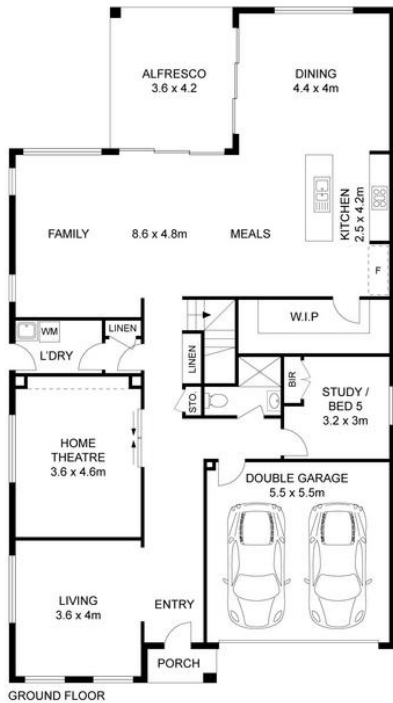 ALFRESCO
3.6 x 4.2
DINING
4.4 x 4m
FAMILY
8.6 x 4.8m
MEALS
KITCHEN
2.5 x 4.2m
F
W.I.P
WM
LINEN
L'DRY
LINEN
STO.
BIR
STUDY /
BED 5
3.2 x 3m
HOME
THEATRE
3.6 x 4.6m
DOUBLE GARAGE
5.5 x 5.5m
LIVING
3.6 x 4m
ENTRY
PORCH
GROUND FLOOR